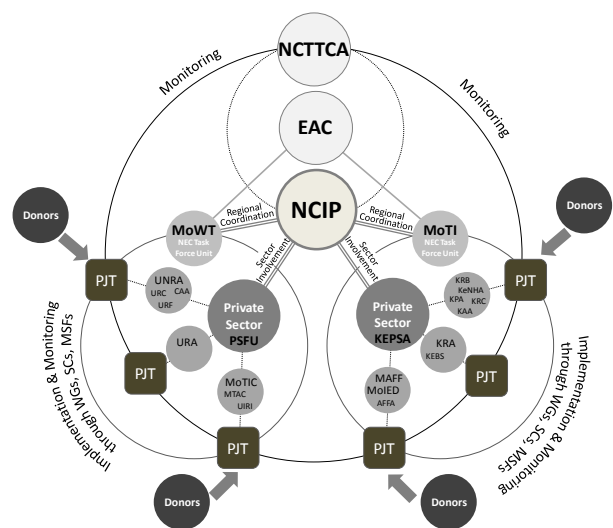 NCTTCA
Monitoring
Monitoring
EAC
NCIP
Regional
Coordination
Regional
Coordination
Sector
Involvement
Sector
Involvement
MoWT
NEC Task
Force Unit
MoTI
NEC Task
Force Unit
Donors
Donors
PJT
PJT
UNRA
URC CAA
URF
Private
Sector
PSFU
Private
Sector
KEPSA
KRB
KeNHA
KPA KRC
KAA
URA
KRA
KEBS
PJT
PJT
MoTIC
MTAC
UIRI
MAFF
MoIED
AFFA
PJT
PJT
Implementation & Monitoring
through WGs, SCs, MSFs
Implementation & Monitoring
through WGs, SCs, MSFs
Donors
Donors